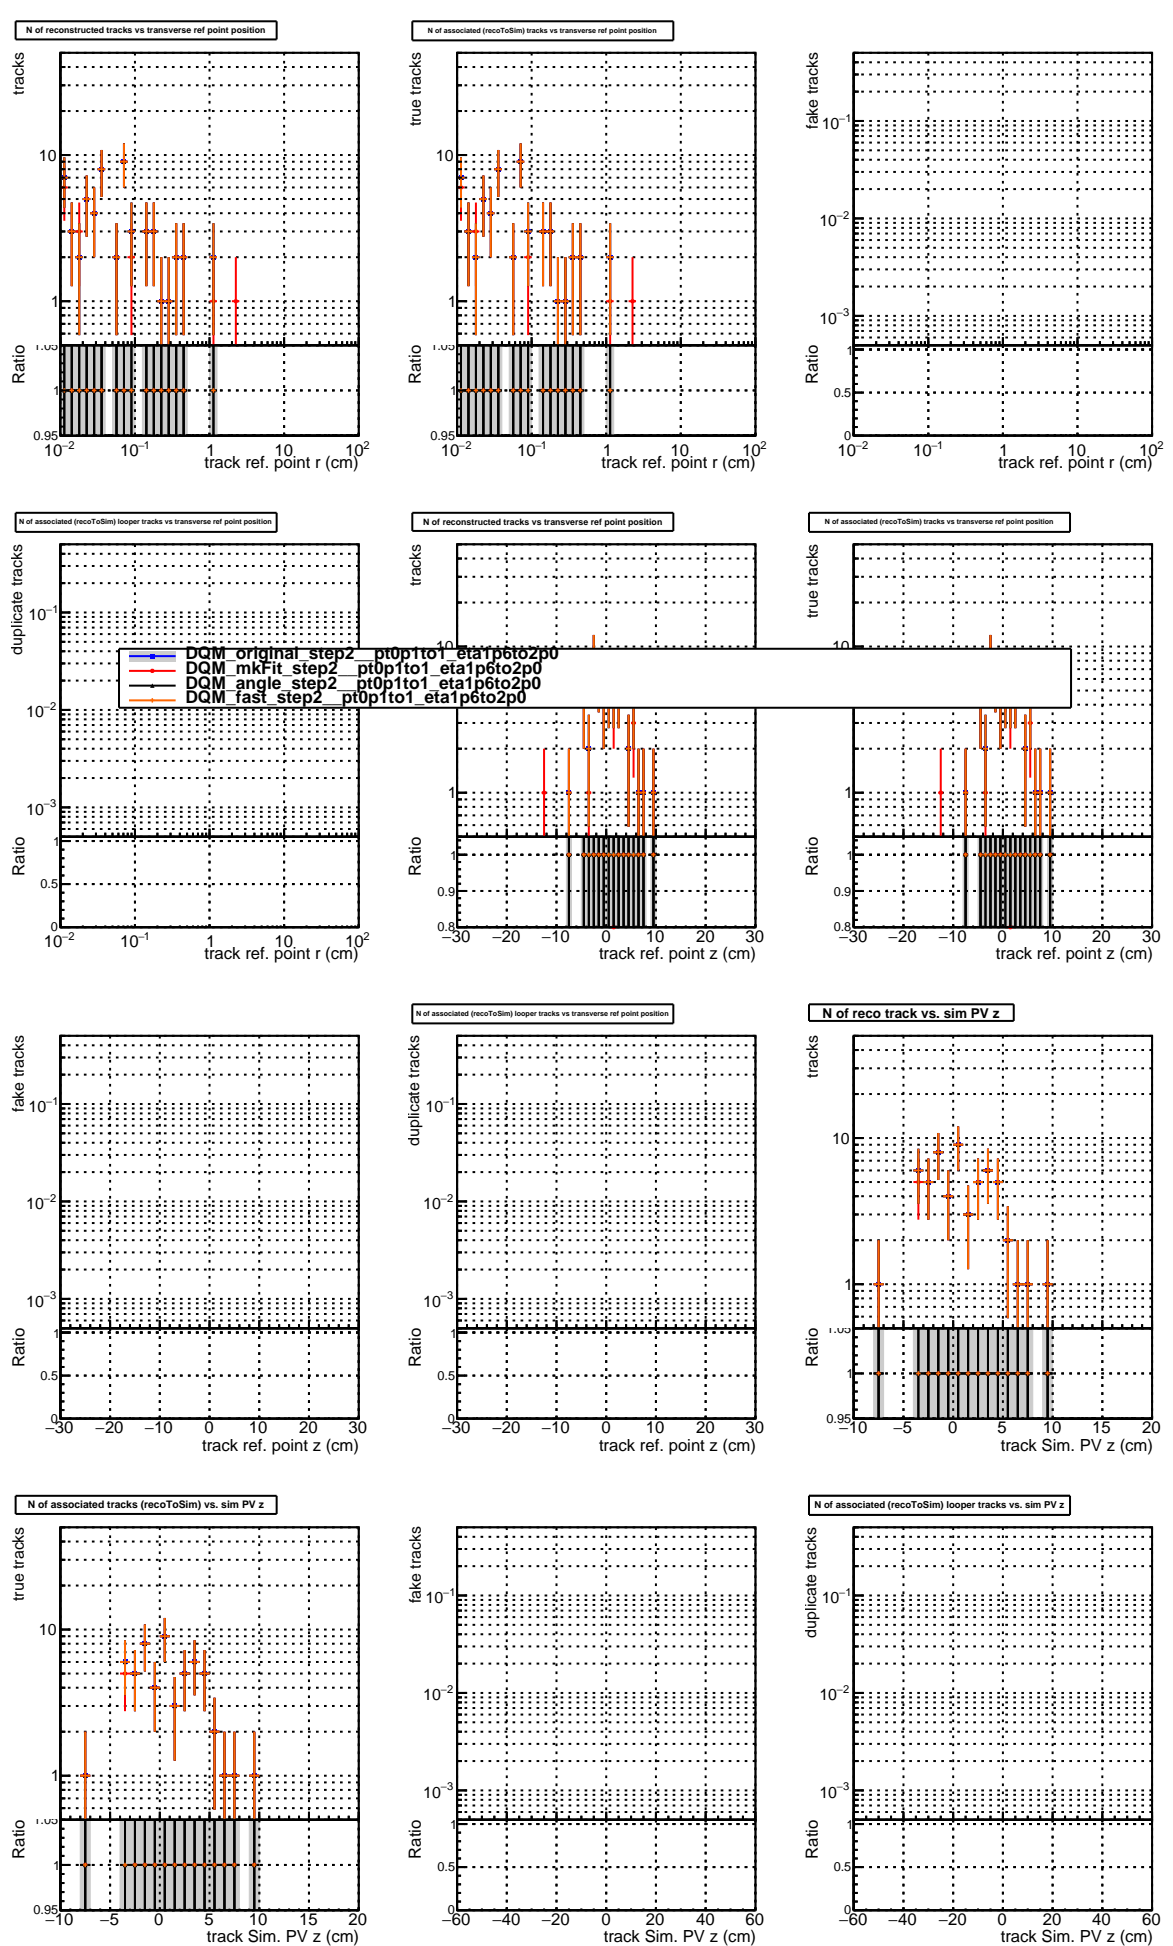 N of reconstructed tracks vs transverse ref point position
tracks
10
1
1.05
Ratio
1
0.95
10−2 10−1 1 10 102
track ref. point r (cm)
N of associated (recoToSim) tracks vs transverse ref point position
true tracks
10
1
1.05
Ratio
1
0.95
10−2 10−1 1 10 102
track ref. point r (cm)
fake tracks
10−1
10−2
10−3
Ratio
1
0.5
0
10−2 10−1 1 10 102
track ref. point r (cm)
N of associated (recoToSim) looper tracks vs transverse ref point position
duplicate tracks
10−1
10−2
10−3
Ratio
1
0.5
0
10−2 10−1 1 10 102
track ref. point r (cm)
N of reconstructed tracks vs transverse ref point position
tracks
10
1
Ratio
1
0.9
0.8
−30 −20 −10 0 10 20 30
track ref. point z (cm)
N of associated (recoToSim) tracks vs transverse ref point position
true tracks
10
1
Ratio
1
0.9
0.8
−30 −20 −10 0 10 20 30
track ref. point z (cm)
DQM_original_step2__pt0p1to1_eta1p6to2p0
DQM_mkFit_step2__pt0p1to1_eta1p6to2p0
DQM_angle_step2__pt0p1to1_eta1p6to2p0
DQM_fast_step2__pt0p1to1_eta1p6to2p0
fake tracks
10−1
10−2
10−3
Ratio
1
0.5
0
−30 −20 −10 0 10 20 30
track ref. point z (cm)
N of associated (recoToSim) looper tracks vs transverse ref point position
duplicate tracks
10−1
10−2
10−3
Ratio
1
0.5
0
−30 −20 −10 0 10 20 30
track ref. point z (cm)
N of reco track vs. sim PV z
tracks
10
1
1.05
Ratio
1
0.95
−10 −5 0 5 10 15 20
track Sim. PV z (cm)
N of associated tracks (recoToSim) vs. sim PV z
true tracks
10
1
1.05
Ratio
1
0.95
−10 −5 0 5 10 15 20
track Sim. PV z (cm)
fake tracks
10−1
10−2
10−3
Ratio
1
0.5
0
−60 −40 −20 0 20 40 60
track Sim. PV z (cm)
N of associated (recoToSim) looper tracks vs. sim PV z
duplicate tracks
10−1
10−2
10−3
Ratio
1
0.5
0
−60 −40 −20 0 20 40 60
track Sim. PV z (cm)